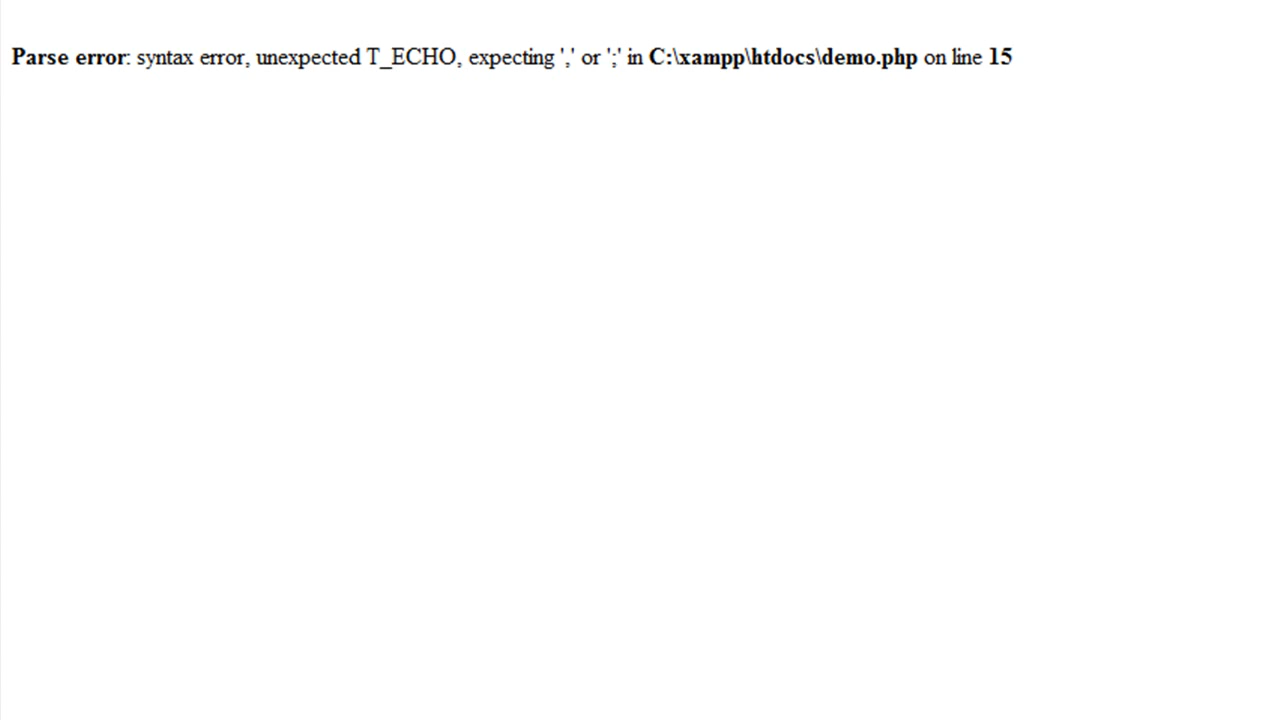 Parse error: syntax error, unexpected T_ECHO, expecting ',' or ';' in C:\xampp\htdocs\demo.php on line 15